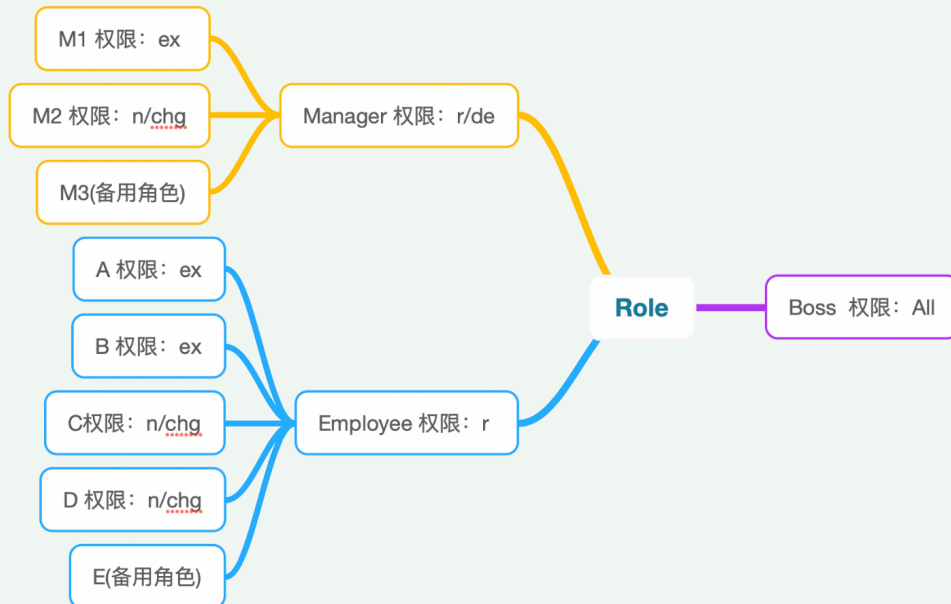 M1 权限：ex
M2 权限：n/chg
Manager 权限：r/de
M3(备用角色)
A 权限：ex
Role
Boss 权限：All
B 权限：ex
C权限：n/chg
Employee 权限：r
D 权限：n/chg
E(备用角色)